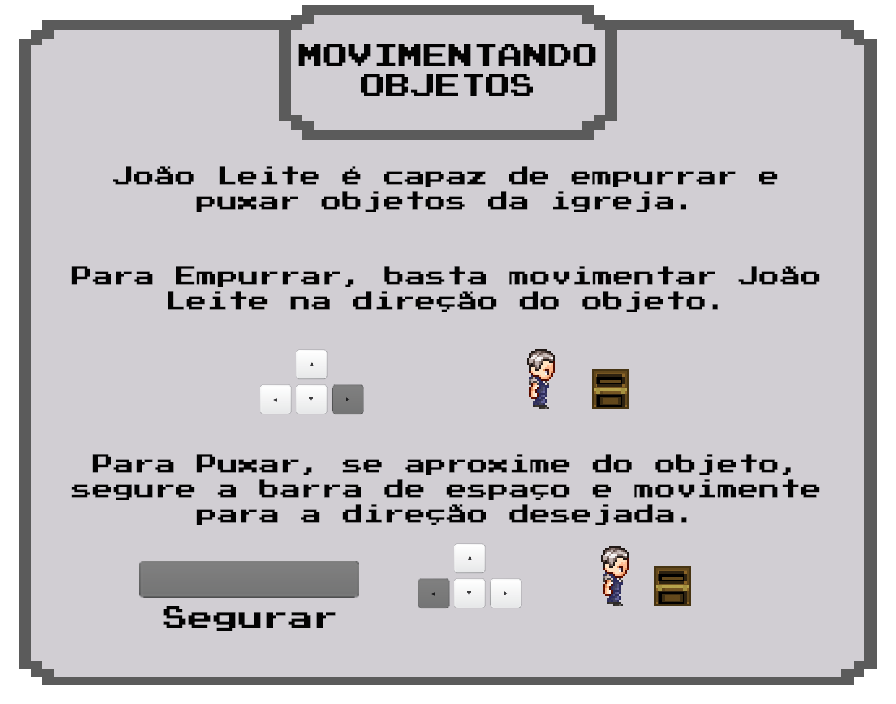 MOVIMENTANDO
OBJETOS
João Leite é capaz de empurrar e
puxar objetos da igreja.
Para Empurrar, basta movimentar João
Leite na direção do objeto.
Para Puxar, se aproxime do objeto,
segure a barra de espaço e movimente
para a direção desejada.
Segurar